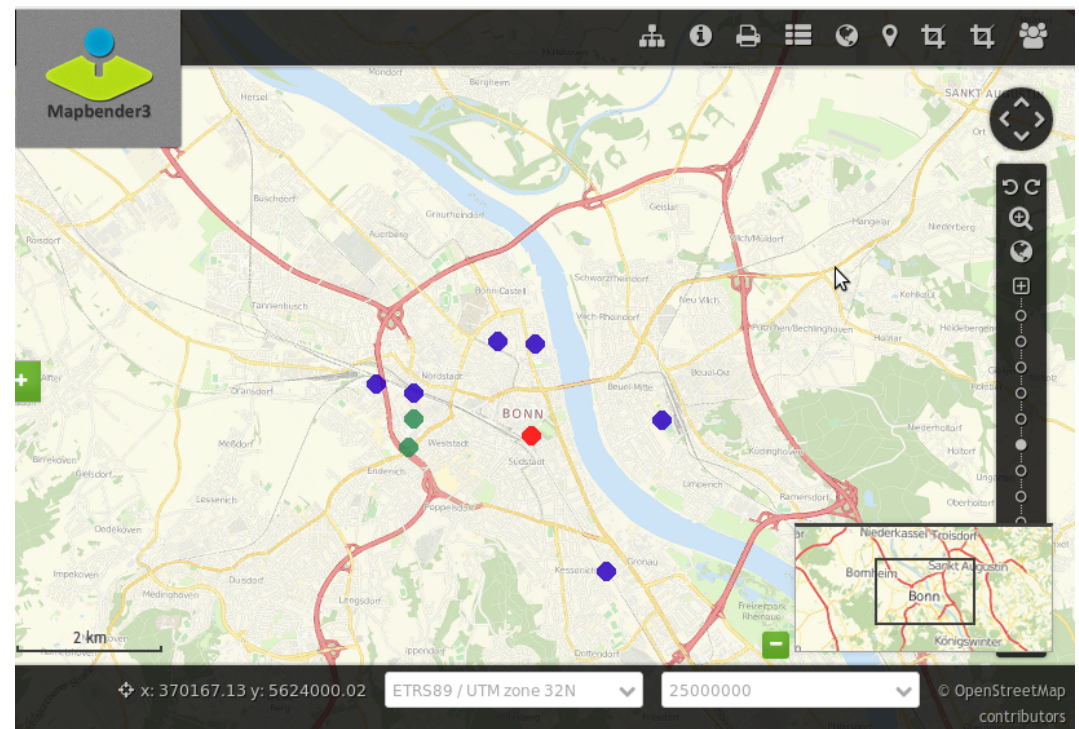 Mapbender3
Mondorf
Bergheim
Hersel
SANKT AUGUSTIN
Ort
Buschdorf
Graurheindorf
Geislar
Hangelar
Niederberg
Roisdorf
Auerberg
Vilich/Müldorf
Tannenbusch
Bonn-Castell
Schwarzrheindorf
Neu Vilich
Kohlkaul
Vilich-Rheindorf
Pützchen/Bechlinghoven
Holzlar
Alfter
Dransdorf
Nordstadt
Beuel-Mitte
Beuel-Ost
BONN
Meßdorf
Weststadt
Niederholtorf
Endenich
Südstadt
Küdinghoven
Holtorf
Birrekoven
Gielsdorf
Lessenich
Limperich
Ramersdorf
Oberholtorf
Poppelsdorf
Oedekoven
Impekoven
Duisdorf
Kessenich
Gronau
Medinghoven
Lengsdorf
Freizeitpark
Rheinaue
Ippendorf
Dottendorf
Niederkassel Troisdorf
Bornheim
Sankt Augustin
Bonn
Königswinter
2 km
x: 370167.13 y: 5624000.02
ETRS89 / UTM zone 32N
25000000
© OpenStreetMap
contributors